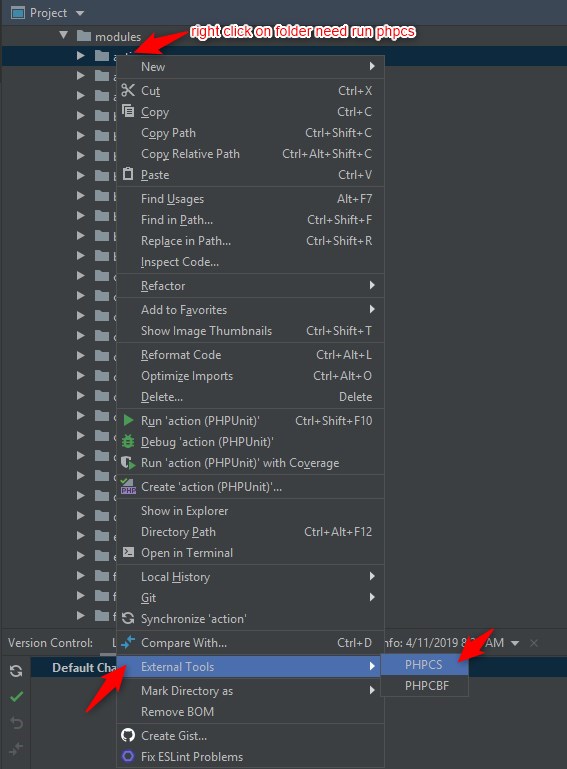 Project
right click on folder need run phpcs
modules
New
Cut Ctrl+X
Copy Ctrl+C
Copy Path Ctrl+Shift+C
Copy Relative Path Ctrl+Alt+Shift+C
Paste Ctrl+V
Find Usages Alt+F7
Find in Path... Ctrl+Shift+F
Replace in Path... Ctrl+Shift+R
Inspect Code...
Refactor
Add to Favorites
Show Image Thumbnails Ctrl+Shift+T
Reformat Code Ctrl+Alt+L
Optimize Imports Ctrl+Alt+O
Delete... Delete
Run 'action (PHPUnit)' Ctrl+Shift+F10
Debug 'action (PHPUnit)'
Run 'action (PHPUnit)' with Coverage
PHP Create 'action (PHPUnit)'...
Show in Explorer
Directory Path Ctrl+Alt+F12
Open in Terminal
Local History
Git
Synchronize 'action'
Version Control: Compare With... Ctrl+D nfo: 4/11/2019 AM
Default Cha External Tools PHPCS
Mark Directory as PHPCBF
Remove BOM
Create Gist...
Fix ESLint Problems